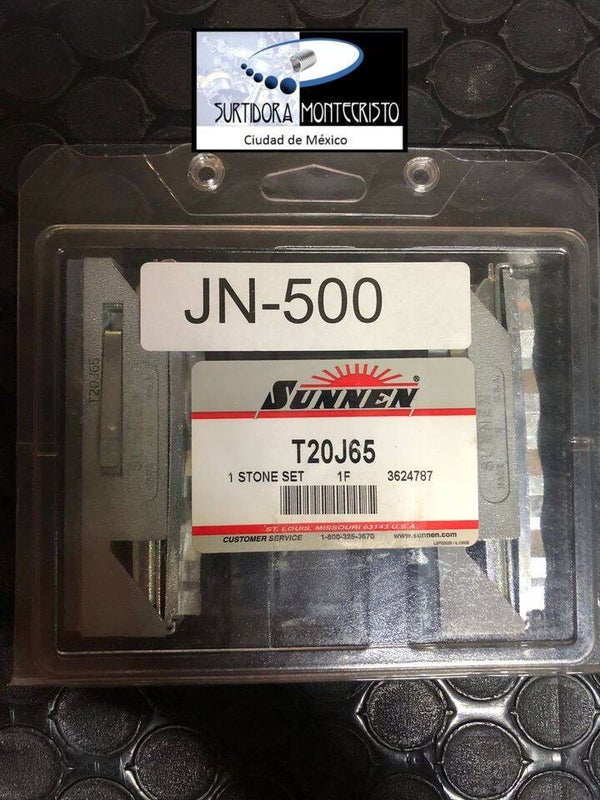 SURTIDORA MONTECRISTO
Ciudad de México
JN-500
SUNNEN®
T20J65
1 STONE SET 1F 3624787
ST. LOUIS, MISSOURI 63143 U.S.A.
CUSTOMER SERVICE 1-800-325-3670 www.sunnen.com
T20J65
SUNNEN